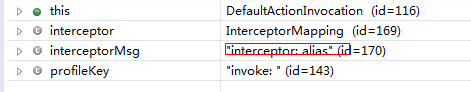 this DefaultActionInvocation (id=116)
interceptor InterceptorMapping (id=169)
interceptorMsg "interceptor: alias" (id=170)
profileKey "invoke: " (id=143)